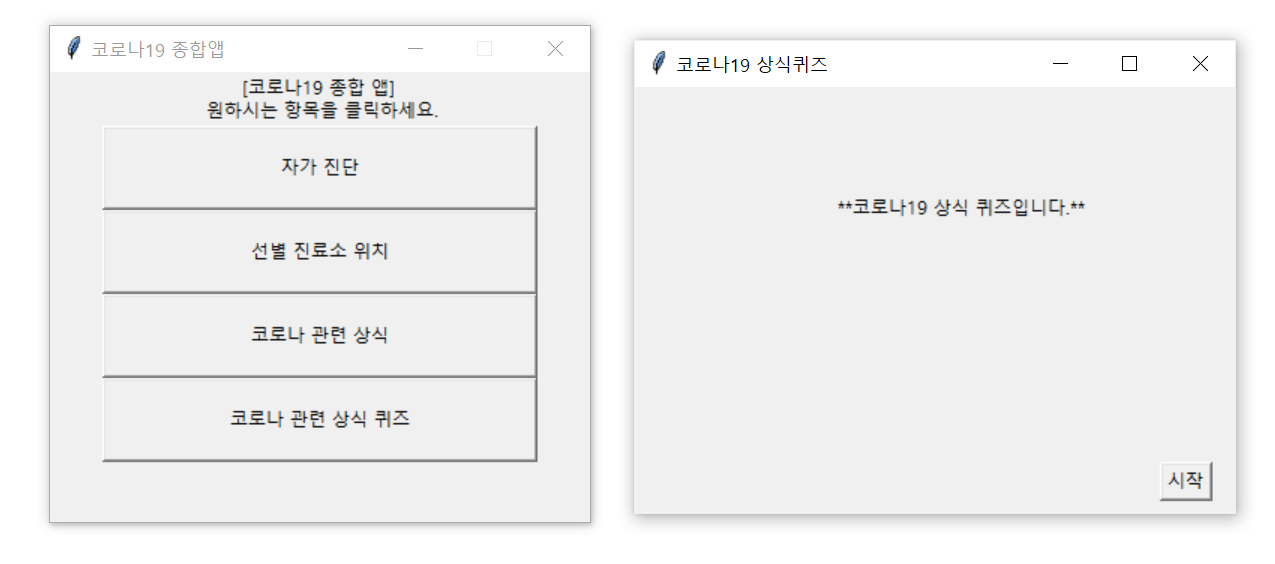 코로나19 종합앱
[코로나19 종합 앱]
원하시는 항목을 클릭하세요.
자가 진단
선별 진료소 위치
코로나 관련 상식
코로나 관련 상식 퀴즈
코로나19 상식퀴즈
**코로나19 상식 퀴즈입니다.**
시작